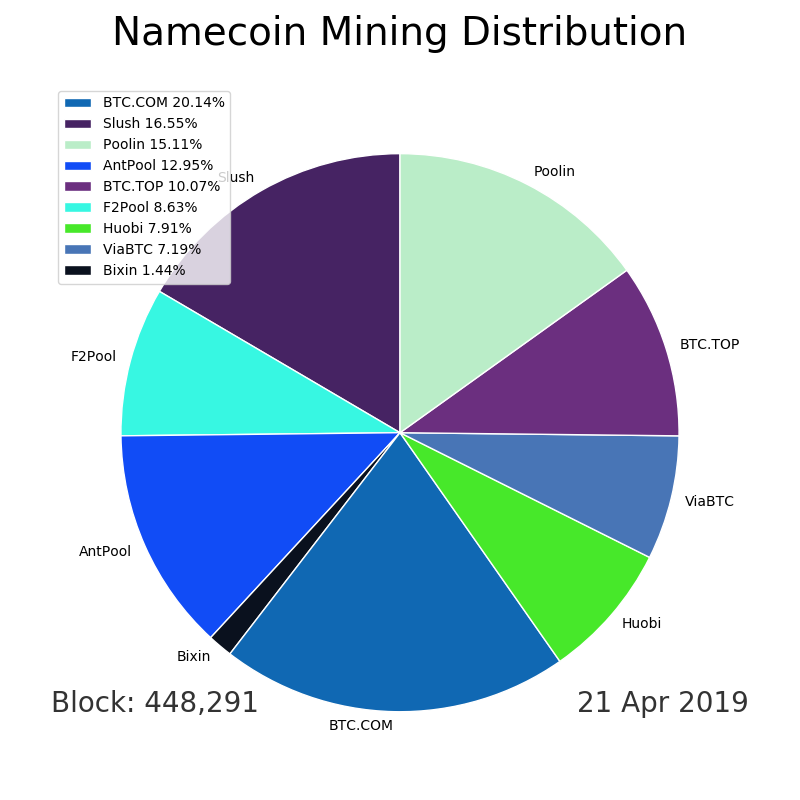 Namecoin Mining Distribution
BTC.COM 20.14%
Slush 16.55%
Poolin 15.11%
AntPool 12.95%
BTC.TOP 10.07%
F2Pool 8.63%
Huobi 7.91%
ViaBTC 7.19%
Bixin 1.44%
Slush
Poolin
BTC.TOP
F2Pool
ViaBTC
AntPool
Huobi
Bixin
Block: 448,291
21 Apr 2019
BTC.COM